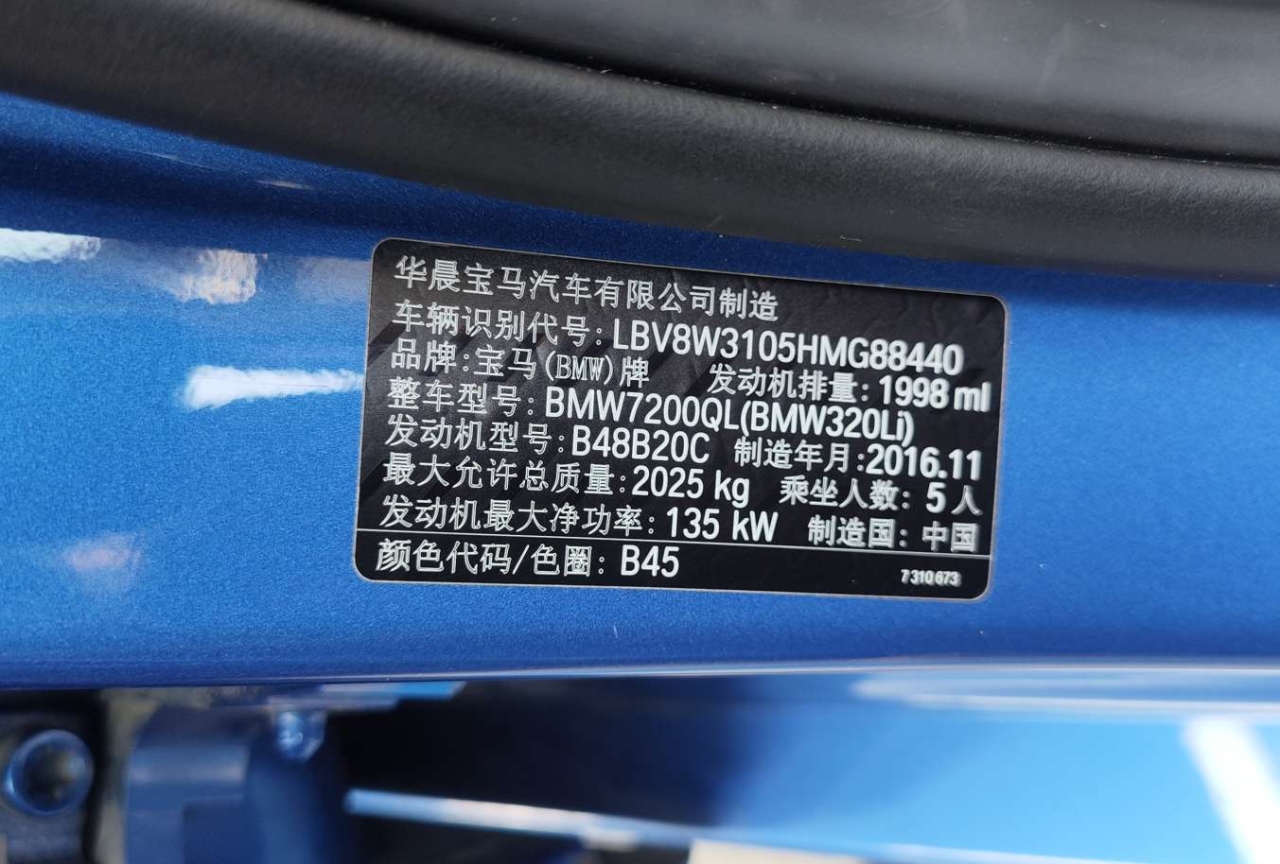 华晨宝马汽车有限公司制造
车辆识别代号: LBV8W3105HMG88440
品牌:宝马(BMW)牌 发动机排量: 1998 ml
整车型号: BMW7200QL(BMW320Li)
发动机型号: B48B20C 制造年月:2016.11
最大允许总质量:2025 kg 乘坐人数: 5人
发动机最大净功率: 135 kW 制造国: 中国
颜色代码/色圈: B45
7310673